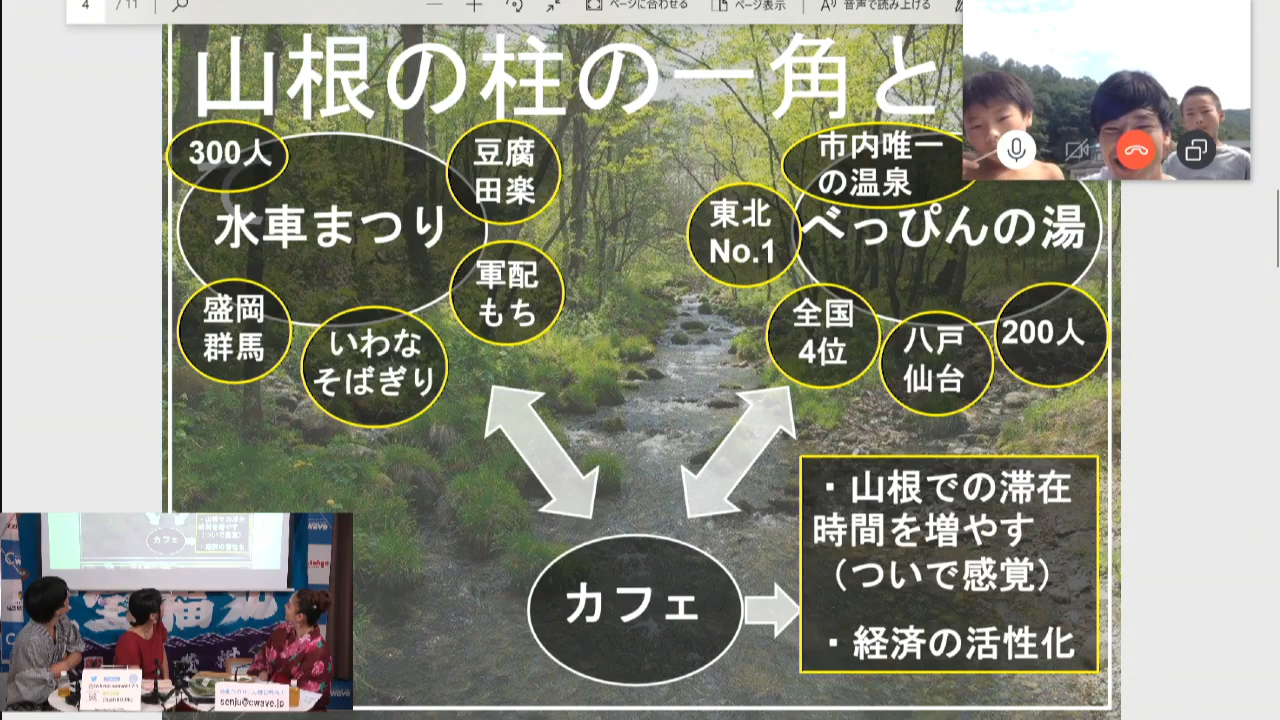 4 / 11
ページに合わせる
ページ表示
音声で読み上げる
山根の柱の一角と
300人
水車まつり
豆腐
田楽
軍配
もち
盛岡
群馬
いわな
そばぎり
市内唯一
の温泉
東北
No.1
べっぴんの湯
全国
4位
八戸
仙台
200人
カフェ
・山根での滞在
時間を増やす
（ついで感覚）
・経済の活性化
カフェ
senju@cwave.jp